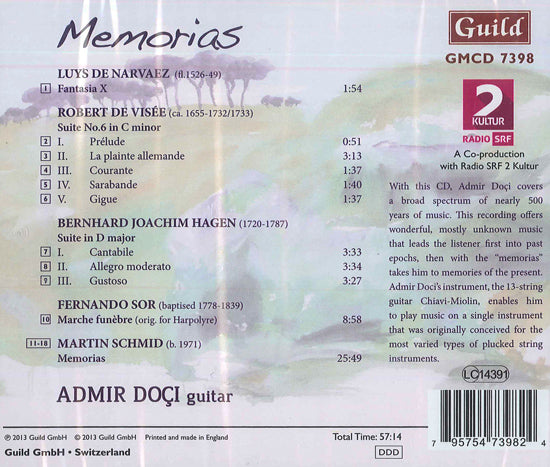 Memorias
Guild
GMCD 7398
LUYS DE NARVAEZ (fl.1526-49)
1 Fantasia X 1:54
ROBERT DE VISÉE (ca. 1655-1732/1733)
Suite No.6 in C minor
2 I. Prélude 0:51
3 II. La plainte allemande 3:13
4 III. Courante 1:37
5 IV. Sarabande 1:40
6 V. Gigue 1:37
BERNHARD JOACHIM HAGEN (1720-1787)
Suite in D major
7 I. Cantabile 3:33
8 II. Allegro moderato 3:34
9 III. Gustoso 3:27
FERNANDO SOR (baptised 1778-1839)
10 Marche funèbre (orig. for Harpolyre) 8:58
11-18 MARTIN SCHMID (b. 1971)
Memorias 25:49
ADMIR DOÇI guitar
2
KULTUR
RADIO SRF
A Co-production
with Radio SRF 2 Kultur
With this CD, Admir Doçi covers
a broad spectrum of nearly 500
years of music. This recording offers
wonderful, mostly unknown music
that leads the listener first into past
epochs, then with the “memorias”
takes him to memories of the present.
Admir Doci's instrument, the 13-string
guitar Chiavi-Miolin, enables him
to play music on a single instrument
that was originally conceived for the
most varied types of plucked string
instruments.
LC14391
℗ 2013 Guild GmbH © 2013 Guild GmbH Printed and made in England
Guild GmbH • Switzerland
Total Time: 57:14
DDD
7 95754 73982 4